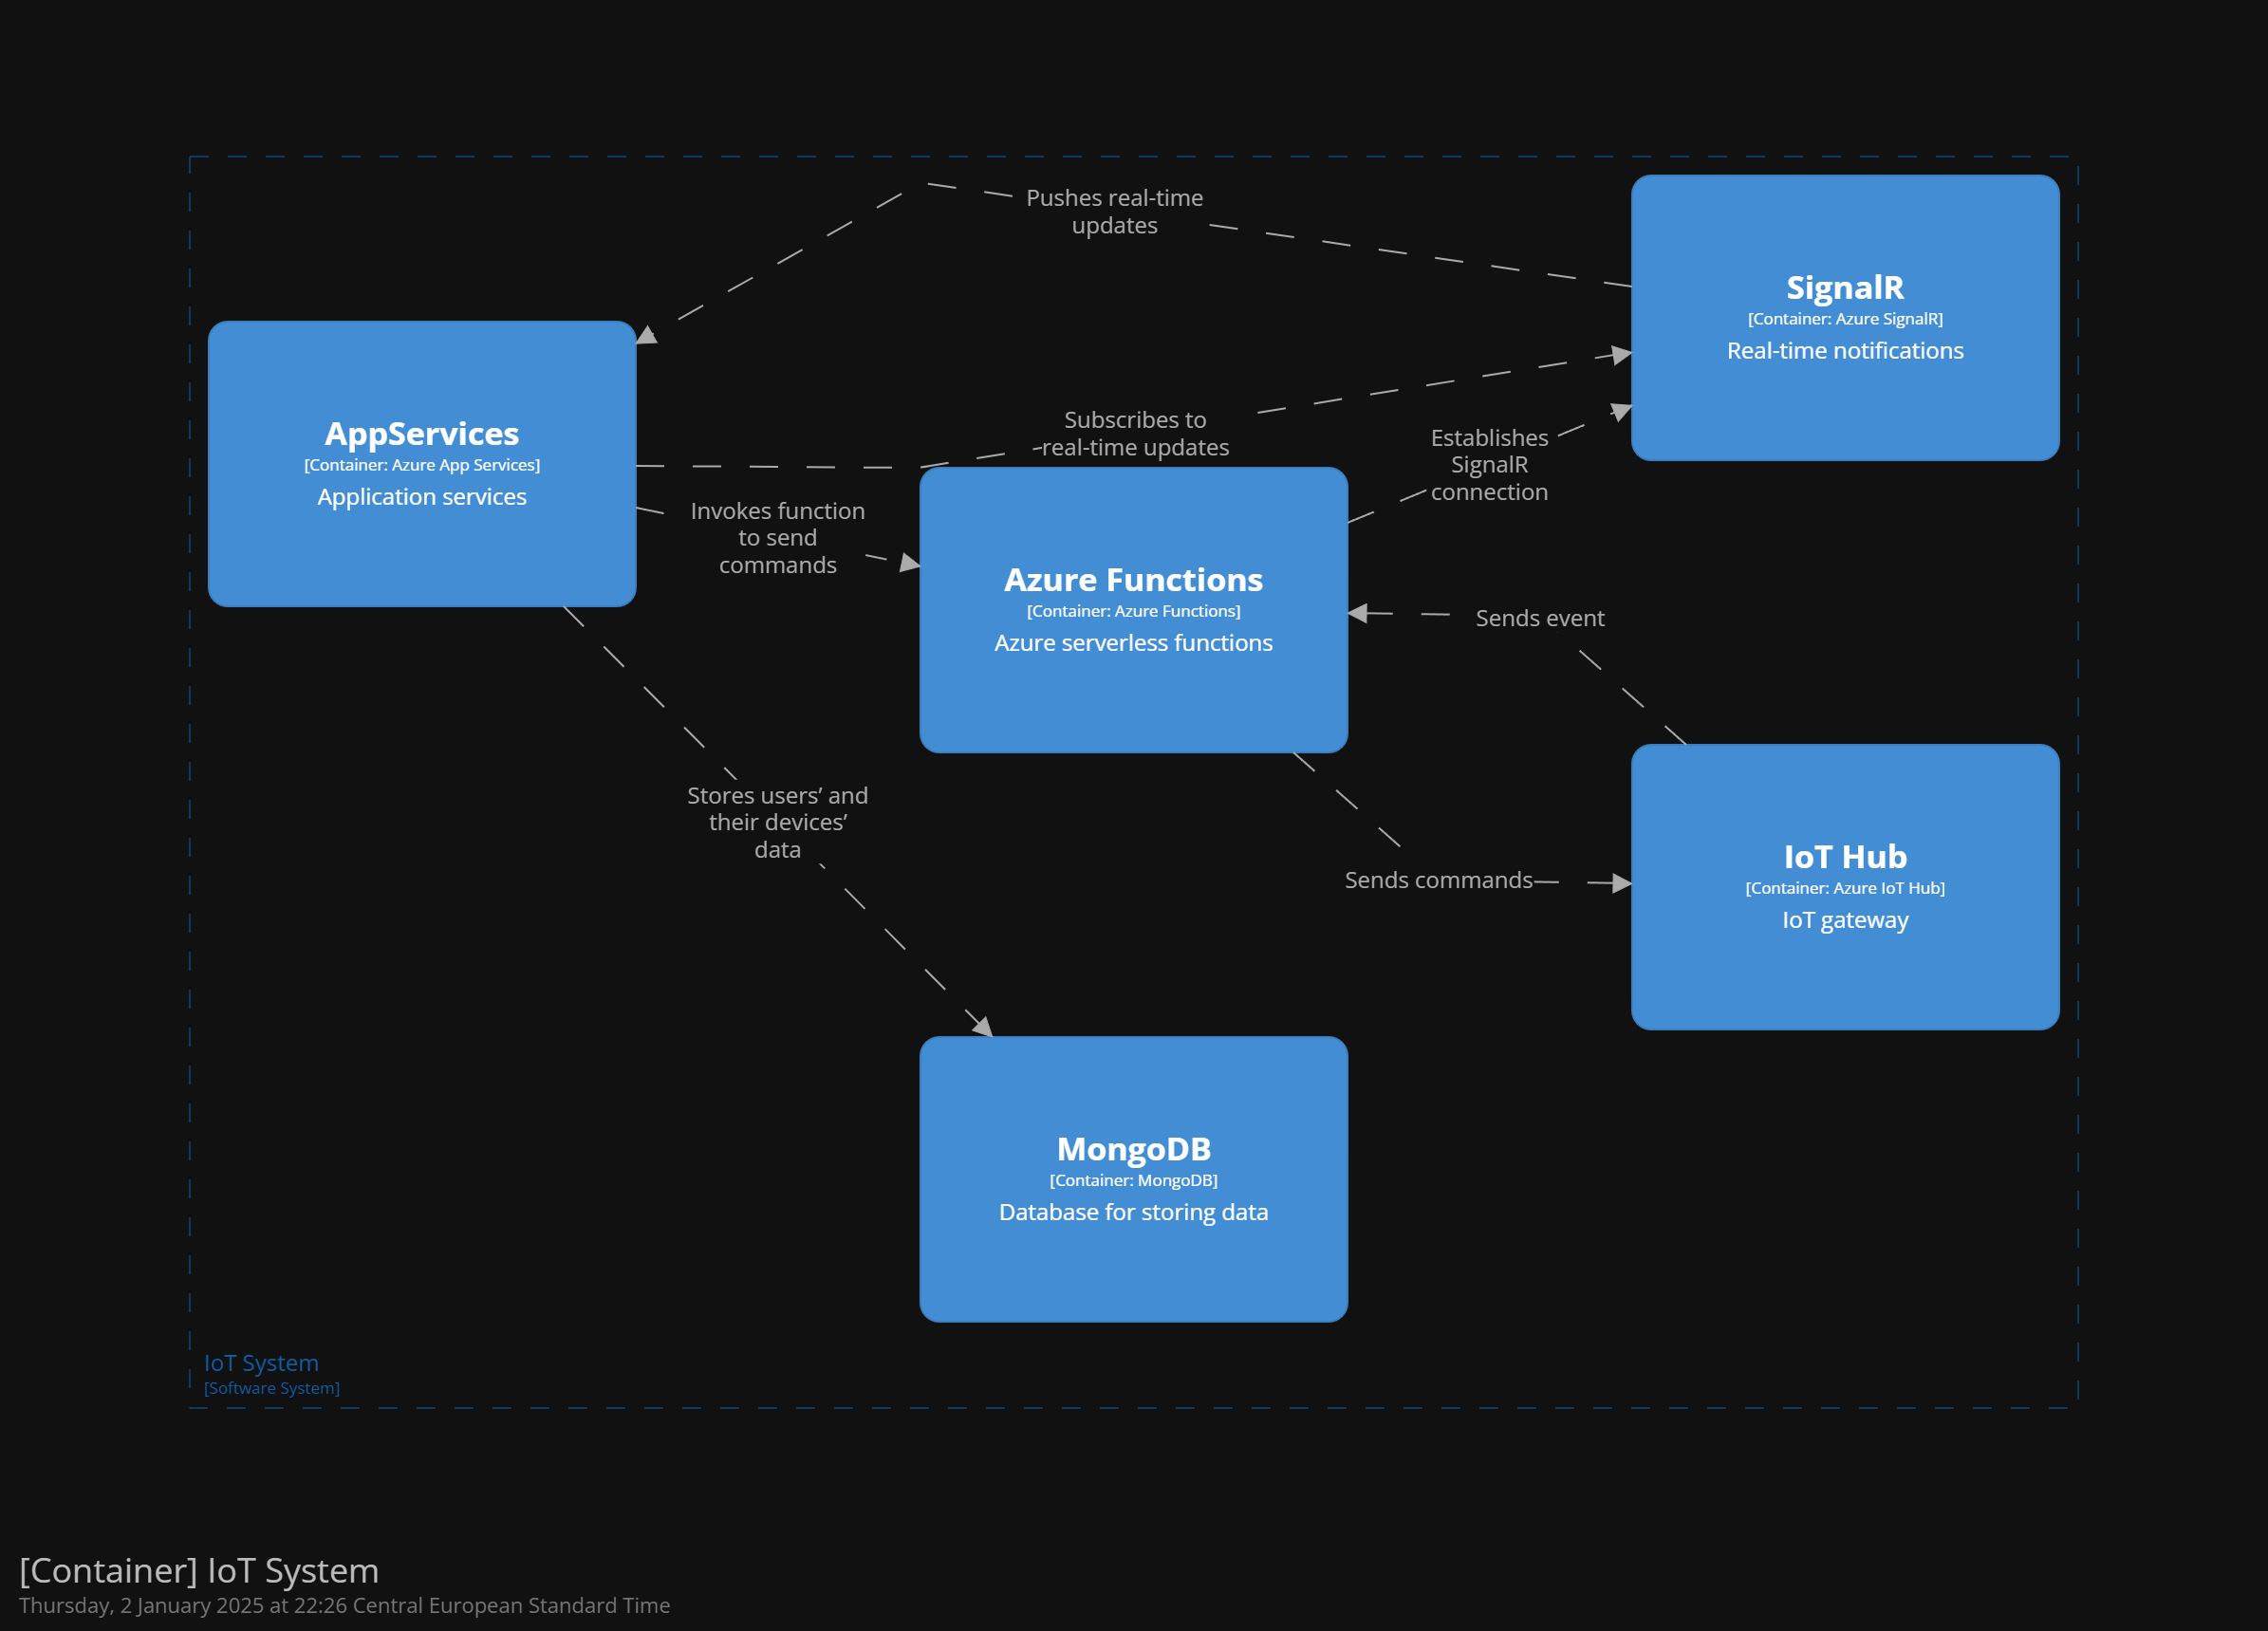 Pushes real-time
updates
SignalR
[Container: Azure SignalR]
Real-time notifications
AppServices
[Container: Azure App Services]
Application services
Subscribes to
real-time updates
Establishes
SignalR
connection
Invokes function
to send
commands
Azure Functions
[Container: Azure Functions]
Azure serverless functions
Sends event
Stores users’ and
their devices’
data
Sends commands
IoT Hub
[Container: Azure IoT Hub]
IoT gateway
MongoDB
[Container: MongoDB]
Database for storing data
IoT System
[Software System]
[Container] IoT System
Thursday, 2 January 2025 at 22:26 Central European Standard Time